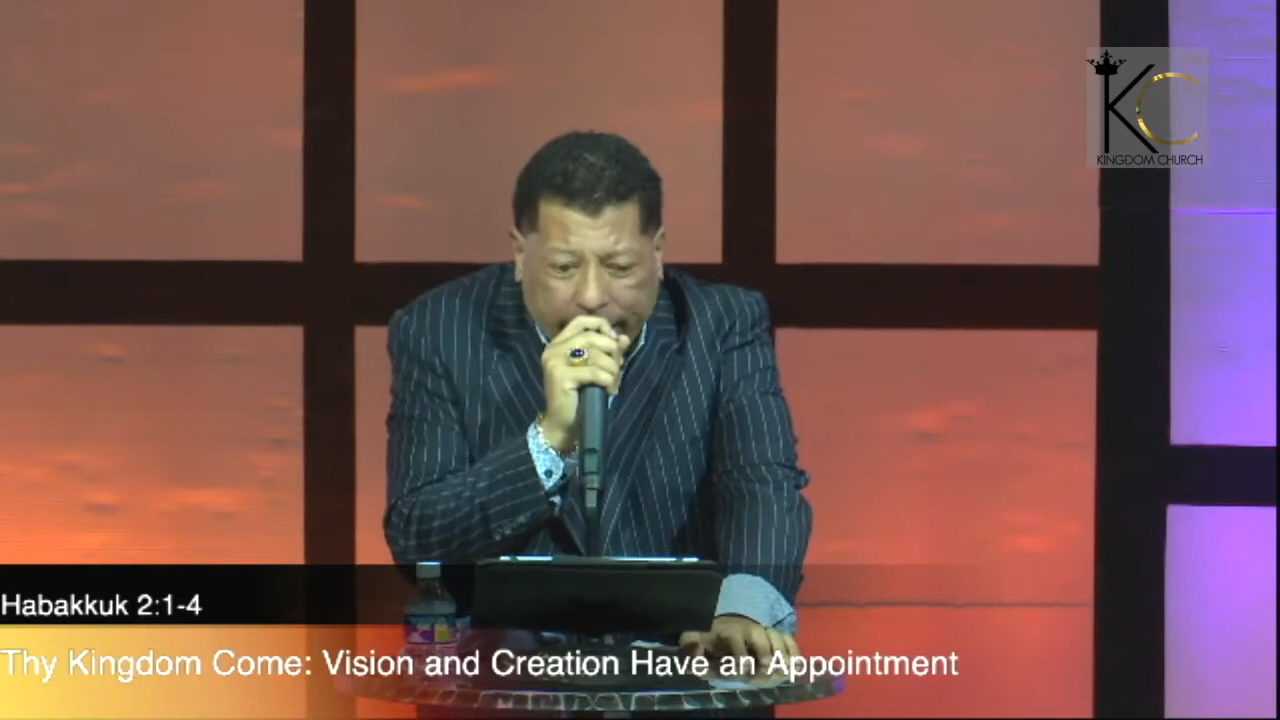 KC
KINGDOM CHURCH
Habakkuk 2:1-4
Thy Kingdom Come: Vision and Creation Have an Appointment